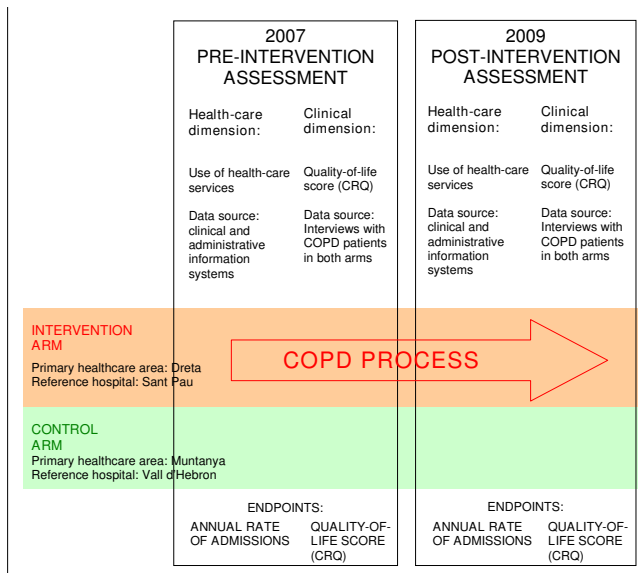 2007
PRE-INTERVENTION
ASSESSMENT
Health-care
dimension:
Use of health-care
services
Data source:
clinical and
administrative
information
systems
Clinical
dimension:
Quality-of-life
score (CRQ)
Data source:
Interviews with
COPD patients
in both arms
2009
POST-INTERVENTION
ASSESSMENT
Health-care
dimension:
Use of health-care
services
Data source:
clinical and
administrative
information
systems
Clinical
dimension:
Quality-of-life
score (CRQ)
Data source:
Interviews with
COPD patients
in both arms
INTERVENTION
ARM
Primary healthcare area: Dreta
Reference hospital: Sant Pau
COPD PROCESS
CONTROL
ARM
Primary healthcare area: Muntanya
Reference hospital: Vall d'Hebron
ENDPOINTS:
ANNUAL RATE
OF ADMISSIONS
QUALITY-OF-
LIFE SCORE
(CRQ)
ENDPOINTS:
ANNUAL RATE
OF ADMISSIONS
QUALITY-OF-
LIFE SCORE
(CRQ)